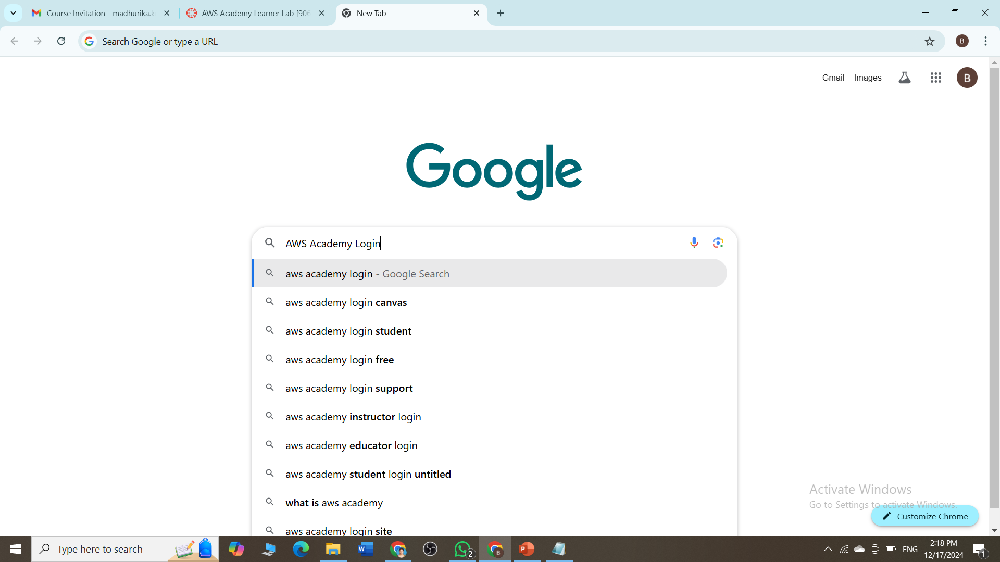 Course Invitation - madhurika.k
AWS Academy Learner Lab [906
New Tab
Search Google or type a URL
B
Gmail Images
B
Google
AWS Academy Login
aws academy login - Google Search
aws academy login canvas
aws academy login student
aws academy login free
aws academy login support
aws academy instructor login
aws academy educator login
aws academy student login untitled
what is aws academy
aws academy login site
Activate Windows
Go to Settings to activate Windows.
Customize Chrome
Type here to search
2
B
ENG
2:18 PM
12/17/2024
1